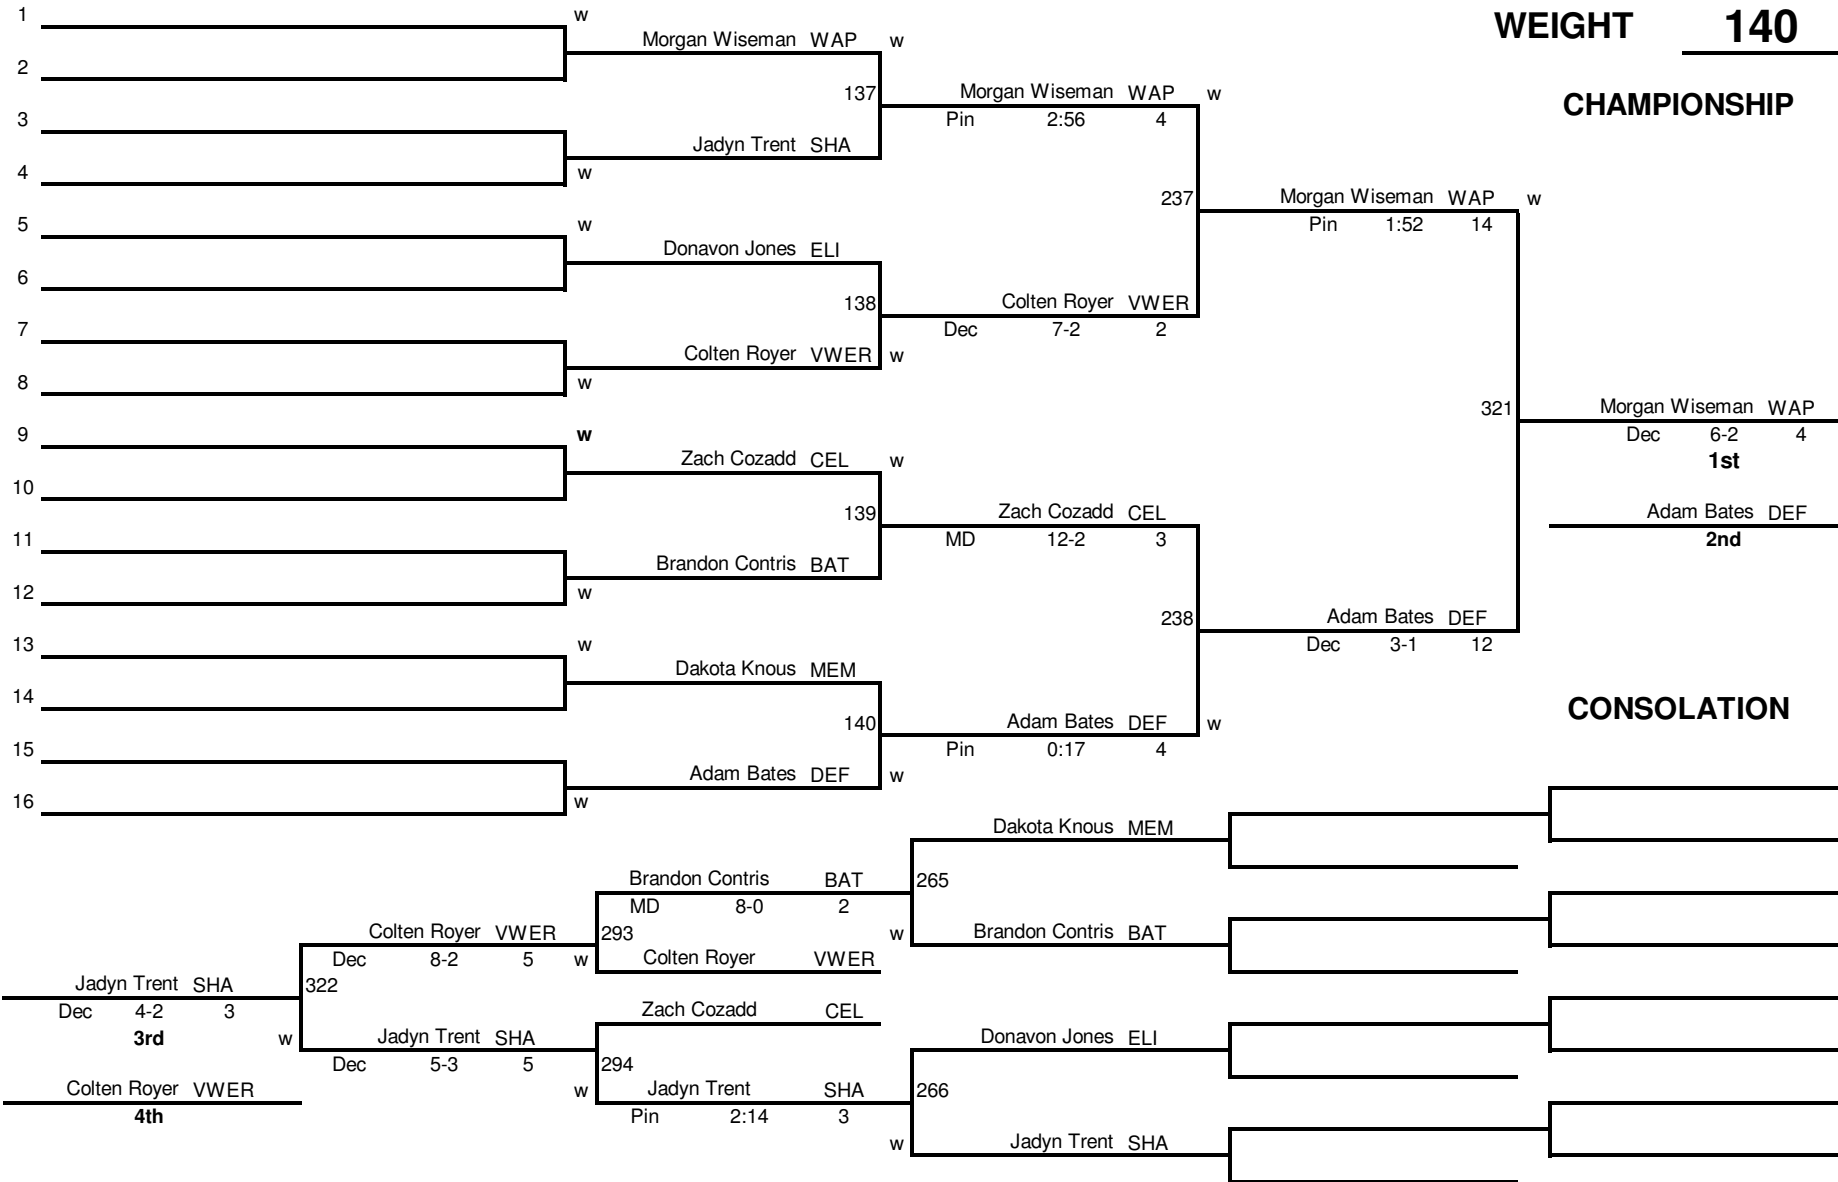 1 w WEIGHT 140
Morgan Wiseman WAP w
2
137 Morgan Wiseman WAP w
CHAMPIONSHIP
3 Pin 2:56 4
Jadyn Trent SHA
4 w
237 Morgan Wiseman WAP w
5 w Pin 1:52 14
Donavon Jones ELI
6
138 Colten Royer VWER
7 Dec 7-2 2
Colten Royer VWER w
8 w
321 Morgan Wiseman WAP
9 w Dec 6-2 4
Zach Cozadd CEL w 1st
10
139 Zach Cozadd CEL Adam Bates DEF
11 MD 12-2 3 2nd
Brandon Contris BAT
12 w
238 Adam Bates DEF
13 w Dec 3-1 12
Dakota Knous MEM
14
CONSOLATION
140 Adam Bates DEF w
15 Pin 0:17 4
Adam Bates DEF w
16 w
Dakota Knous MEM
Brandon Contris BAT 265
MD 8-0 2
Colten Royer VWER 293 w Brandon Contris BAT
Dec 8-2 5 w Colten Royer VWER
Jadyn Trent SHA 322
Dec 4-2 3 Zach Cozadd CEL
3rd w Jadyn Trent SHA Donavon Jones ELI
Dec 5-3 5 294
Colten Royer VWER w Jadyn Trent SHA 266
4th Pin 2:14 3
w Jadyn Trent SHA